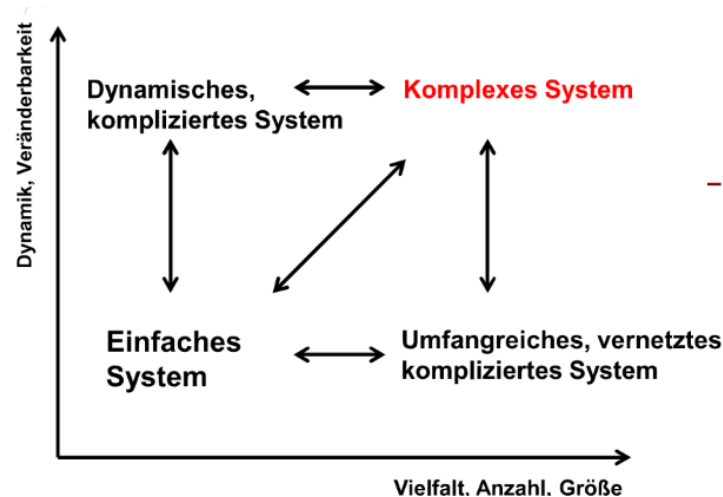 Dynamik, Veränderbarkeit
Dynamisches,
kompliziertes System
Komplexes System
Einfaches
System
Umfangreiches, vernetztes
kompliziertes System
Vielfalt, Anzahl, Größe